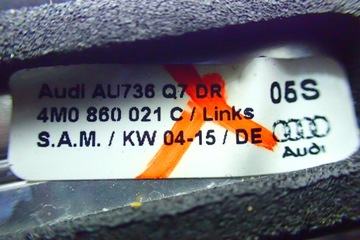 Audi AU736 Q7 DR 05S
4M0 860 021 C / Links
S.A.M. / KW 04-15 / DE
Audi